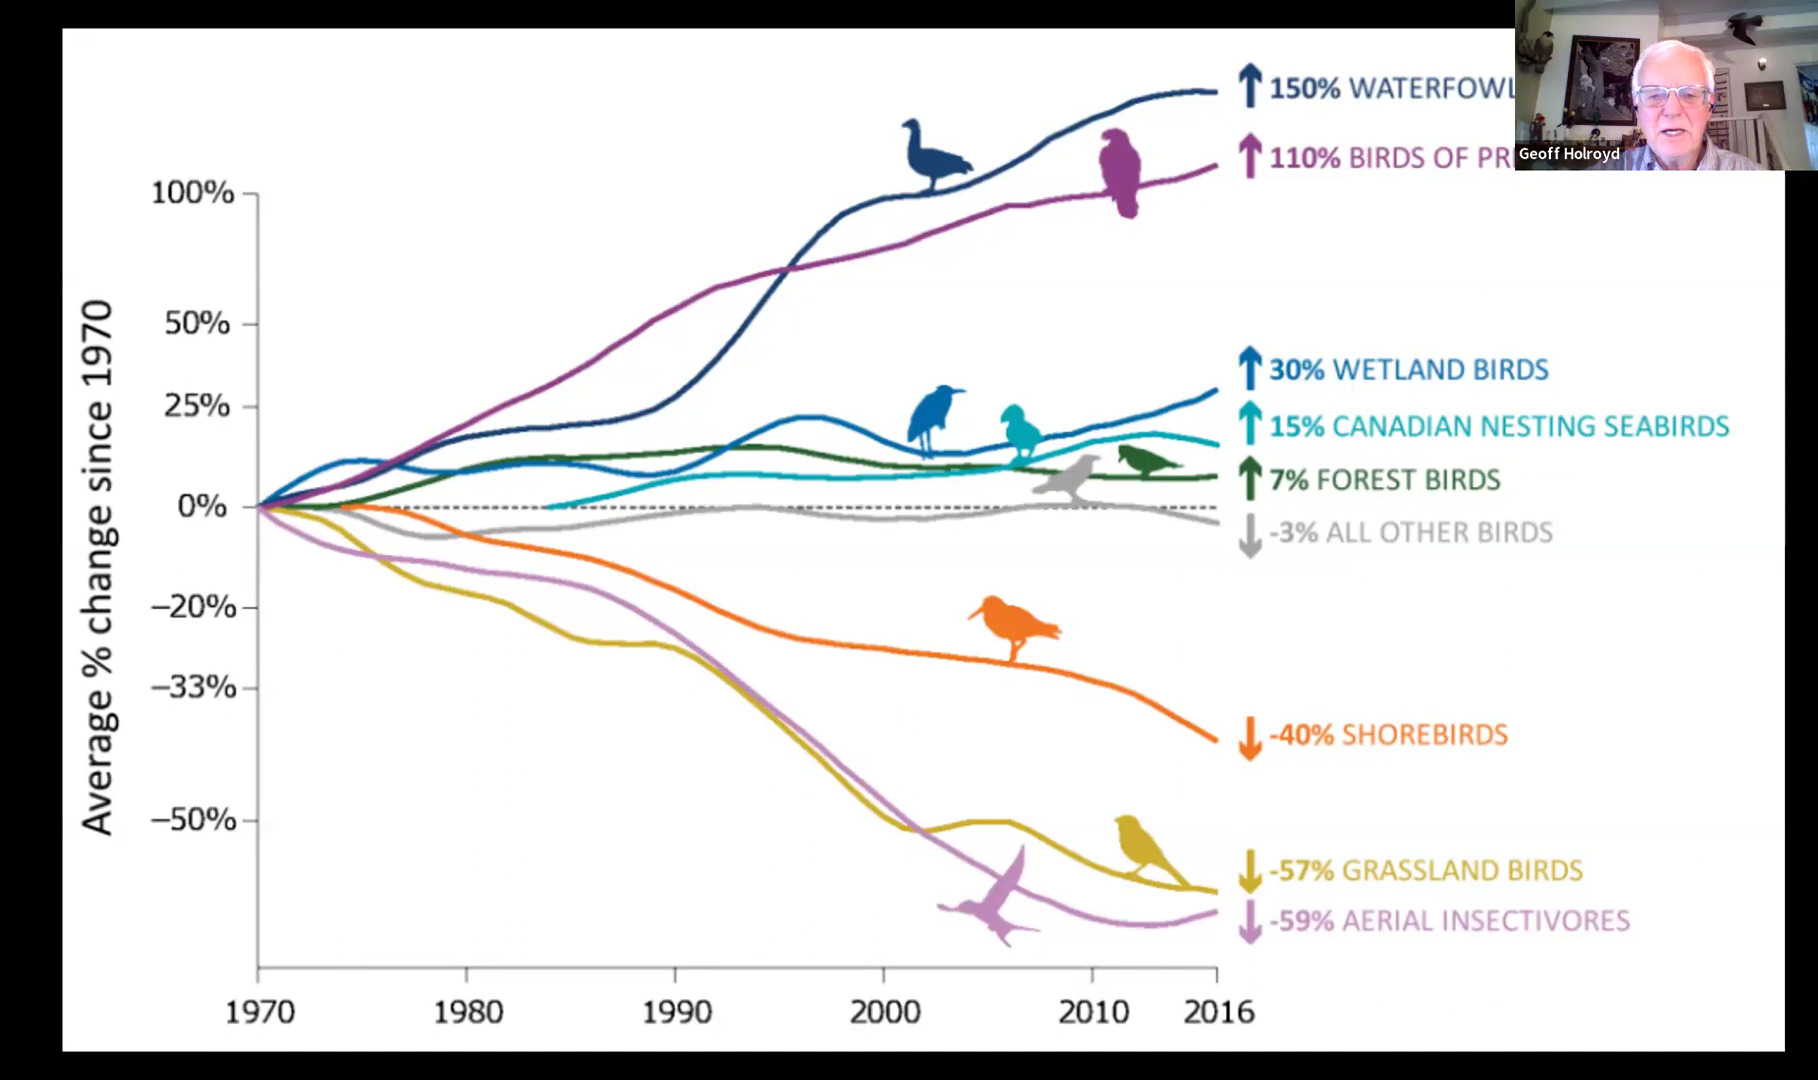 150% WATERFOWL
110% BIRDS OF
Geoff Holroyd
100%
50%
25%
0%
–20%
–33%
–50%
Average % change since 1970
30% WETLAND BIRDS
15% CANADIAN NESTING SEABIRDS
7% FOREST BIRDS
-3% ALL OTHER BIRDS
-40% SHOREBIRDS
-57% GRASSLAND BIRDS
-59% AERIAL INSECTIVORES
1970 1980 1990 2000 2010 2016